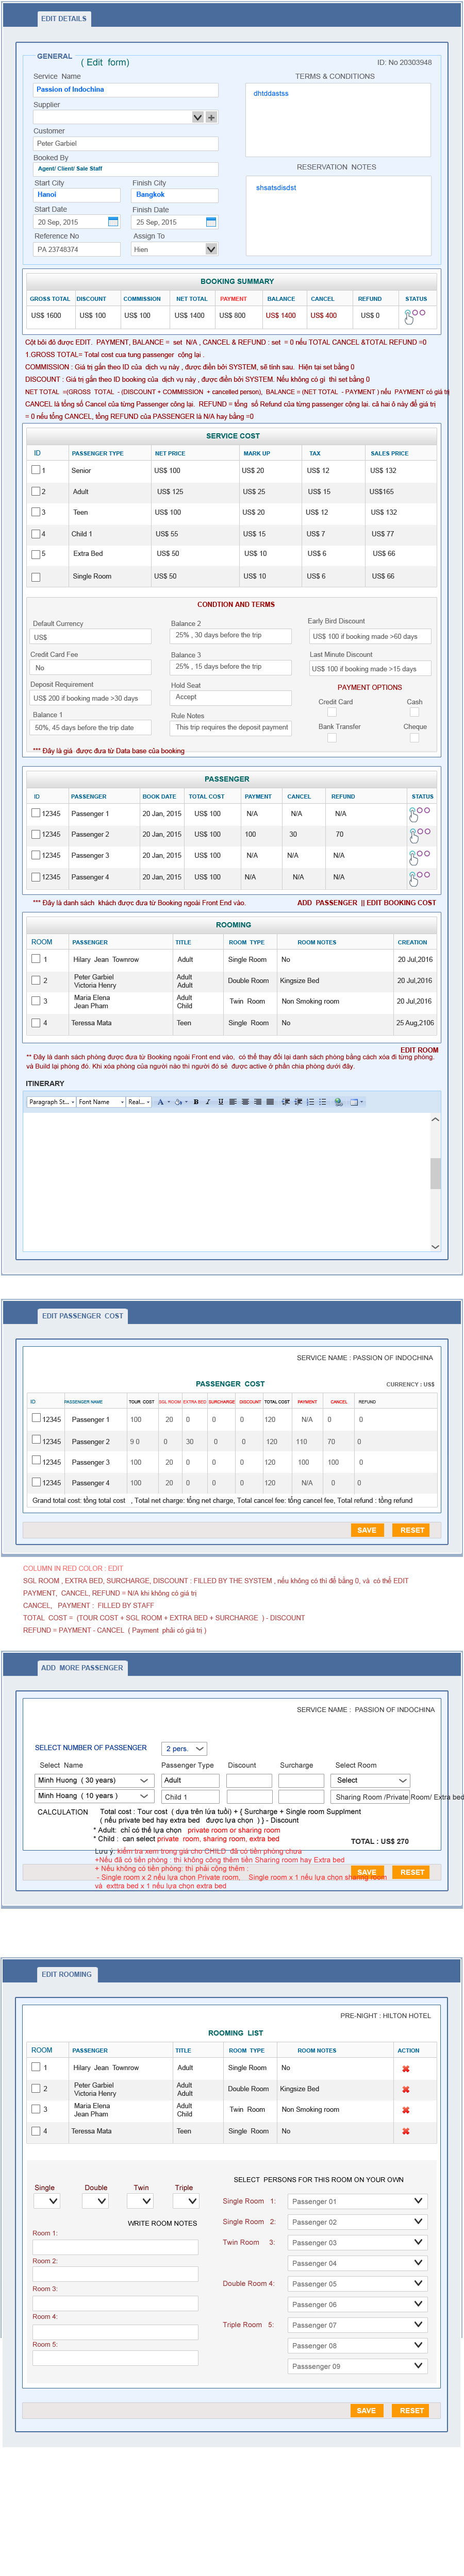 EDIT DETAILS
GENERAL
( Edit form)
ID: No 20303948
Service Name
Passion of Indochina
Supplier
Customer
Peter Garbiel
Booked By
Agent/ Client/ Sale Staff
Start City Finish City
Hanoi Bangkok
Start Date Finish Date
20 Sep, 2015 25 Sep, 2015
Reference No Assign To
PA 23748374 Hien
TERMS & CONDITIONS
dhtddastss
RESERVATION NOTES
shsatsdisdst
BOOKING SUMMARY
GROSS TOTAL DISCOUNT COMMISSION NET TOTAL PAYMENT BALANCE CANCEL REFUND STATUS
US$ 1600 US$ 100 US$ 100 US$ 1400 US$ 800 US$ 1400 US$ 400 US$ 0
Cột bôi đỏ được EDIT. PAYMENT, BALANCE = set N/A , CANCEL & REFUND : set = 0 nếu TOTAL CANCEL &TOTAL REFUND =0
1.GROSS TOTAL= Total cost cua tung passenger cộng lại .
COMMISSION : Giá trị gắn theo ID của dịch vụ này , được điền bởi SYSTEM, sẽ tính sau. Hiện tại set bằng 0
DISCOUNT : Giá trị gắn theo ID booking của dịch vụ này , được điền bởi SYSTEM. Nếu không có gì thì set bằng 0
NET TOTAL =(GROSS TOTAL - (DISCOUNT + COMMISSION + cancelled person), BALANCE = (NET TOTAL - PAYMENT ) nếu PAYMENT có giá trị
CANCEL là tổng số Cancel của từng Passenger công lại. REFUND = tổng số Refund của từng passenger cộng lại. cả hai ô này để giá trị
= 0 nếu tổng CANCEL, tổng REFUND của PASSENGER là N/A hay bằng =0
SERVICE COST
ID PASSENGER TYPE NET PRICE MARK UP TAX SALES PRICE
1 Senior US$ 100 US$ 20 US$ 12 US$ 132
2 Adult US$ 125 US$ 25 US$ 15 US$165
3 Teen US$ 100 US$ 20 US$ 12 US$ 132
4 Child 1 US$ 55 US$ 15 US$ 7 US$ 77
5 Extra Bed US$ 50 US$ 10 US$ 6 US$ 66
Single Room US$ 50 US$ 10 US$ 6 US$ 66
CONDTION AND TERMS
Default Currency
US$
Credit Card Fee
No
Deposit Requirement
US$ 200 if booking made >30 days
Balance 1
50%, 45 days before the trip date
Balance 2
25% , 30 days before the trip
Balance 3
25% , 15 days before the trip
Hold Seat
Accept
Rule Notes
This trip requires the deposit payment
Early Bird Discount
US$ 100 if booking made >60 days
Last Minute Discount
US$ 100 if booking made >15 days
PAYMENT OPTIONS
Credit Card Cash
Bank Transfer Cheque
*** Đây là giá được đưa từ Data base của booking
PASSENGER
ID PASSENGER BOOK DATE TOTAL COST PAYMENT CANCEL REFUND STATUS
12345 Passenger 1 20 Jan, 2015 US$ 100 N/A N/A N/A
12345 Passenger 2 20 Jan, 2015 US$ 100 100 30 70
12345 Passenger 3 20 Jan, 2015 US$ 100 N/A N/A N/A
12345 Passenger 4 20 Jan, 2015 US$ 100 N/A N/A N/A
*** Đây là danh sách khách được đưa từ Booking ngoài Front End vào. ADD PASSENGER || EDIT BOOKING COST
ROOMING
ROOM PASSENGER TITLE ROOM TYPE ROOM NOTES CREATION
1 Hilary Jean Townrow Adult Single Room No 20 Jul,2016
2 Peter Garbiel Adult Double Room Kingsize Bed 20 Jul,2016
Victoria Henry Adult
3 Maria Elena Adult Twin Room Non Smoking room 20 Jul,2016
Jean Pham Child
4 Teressa Mata Teen Single Room No 25 Aug,2106
EDIT ROOM
** Đây là danh sách phòng được đưa từ Booking ngoài Front end vào, có thể thay đổi lại danh sách phòng bằng cách xóa đi từng phòng.
và Build lại phòng đó. Khi xóa phòng của người nào thì người đó sẽ được active ở phần chia phòng dưới đây.
ITINERARY
Paragraph St... Font Name Real...
EDIT PASSENGER COST
SERVICE NAME : PASSION OF INDOCHINA
PASSENGER COST
CURRENCY : US$
ID PASSENGER NAME TOUR COST SGL ROOM EXTRA BED SURCHARGE DISCOUNT TOTAL COST PAYMENT CANCEL REFUND
12345 Passenger 1 100 20 0 0 0 120 N/A 0 0
12345 Passenger 2 9 0 0 30 0 0 120 110 70 0
12345 Passenger 3 100 20 0 0 0 120 100 100 0
12345 Passenger 4 100 20 0 0 0 120 N/A 0 0
Grand total cost: tổng total cost , Total net charge: tổng net charge, Total cancel fee: tổng cancel fee, Total refund : tổng refund
SAVE RESET
COLUMN IN RED COLOR : EDIT
SGL ROOM , EXTRA BED, SURCHARGE, DISCOUNT : FILLED BY THE SYSTEM , nếu không có thì để bằng 0, và có thể EDIT
PAYMENT, CANCEL, REFUND = N/A khi không có giá trị
CANCEL, PAYMENT : FILLED BY STAFF
TOTAL COST = (TOUR COST + SGL ROOM + EXTRA BED + SURCHARGE ) - DISCOUNT
REFUND = PAYMENT - CANCEL ( Payment phải có giá trị )
ADD MORE PASSENGER
SERVICE NAME : PASSION OF INDOCHINA
SELECT NUMBER OF PASSENGER 2 pers.
Select Name Passenger Type Discount Surcharge Select Room
Minh Huong ( 30 years) Adult Select
Minh Hoang ( 10 years ) Child 1 Sharing Room /Private Room/ Extra bed
CALCULATION Total cost : Tour cost ( dựa trên lứa tuổi) + ( Surcharge + Single room Supplment
( nếu private bed hay extra bed được lựa chọn ) ) - Discount
* Adult: chỉ có thể lựa chọn private room or sharing room
* Child : can select private room, sharing room, extra bed
TOTAL : US$ 270
Lưu ý: kiểm tra xem trong giá cho CHILD đã có tiền phòng chưa
+Nếu đã có tiền phòng : thì không công thêm tiền Sharing room hay Extra Bed
+ Nếu không có tiền phòng: thì phải cộng thêm :
- Single room x 2 nếu lựa chọn Private room, Single room x 1 nếu lựa chọn sharing room
và exttra bed x 1 nếu lựa chọn extra bed
SAVE RESET
EDIT ROOMING
PRE-NIGHT : HILTON HOTEL
ROOMING LIST
ROOM PASSENGER TITLE ROOM TYPE ROOM NOTES ACTION
1 Hilary Jean Townrow Adult Single Room No
2 Peter Garbiel Adult Double Room Kingsize Bed
Victoria Henry Adult
3 Maria Elena Adult Twin Room Non Smoking room
Jean Pham Child
4 Teressa Mata Teen Single Room No
Single Double Twin Triple
WRITE ROOM NOTES
Room 1:
Room 2:
Room 3:
Room 4:
Room 5:
SELECT PERSONS FOR THIS ROOM ON YOUR OWN
Single Room 1: Passenger 01
Single Room 2: Passenger 02
Twin Room 3: Passenger 03
Passenger 04
Double Room 4: Passenger 05
Passenger 06
Triple Room 5: Passenger 07
Passenger 08
Passsenger 09
SAVE RESET